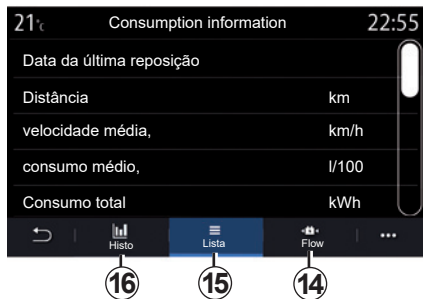 21°c Consumption information 22:55
Data da última reposição
Distância km
velocidade média, km/h
consumo médio, l/100
Consumo total kWh
Histo Lista Flow
16 15 14